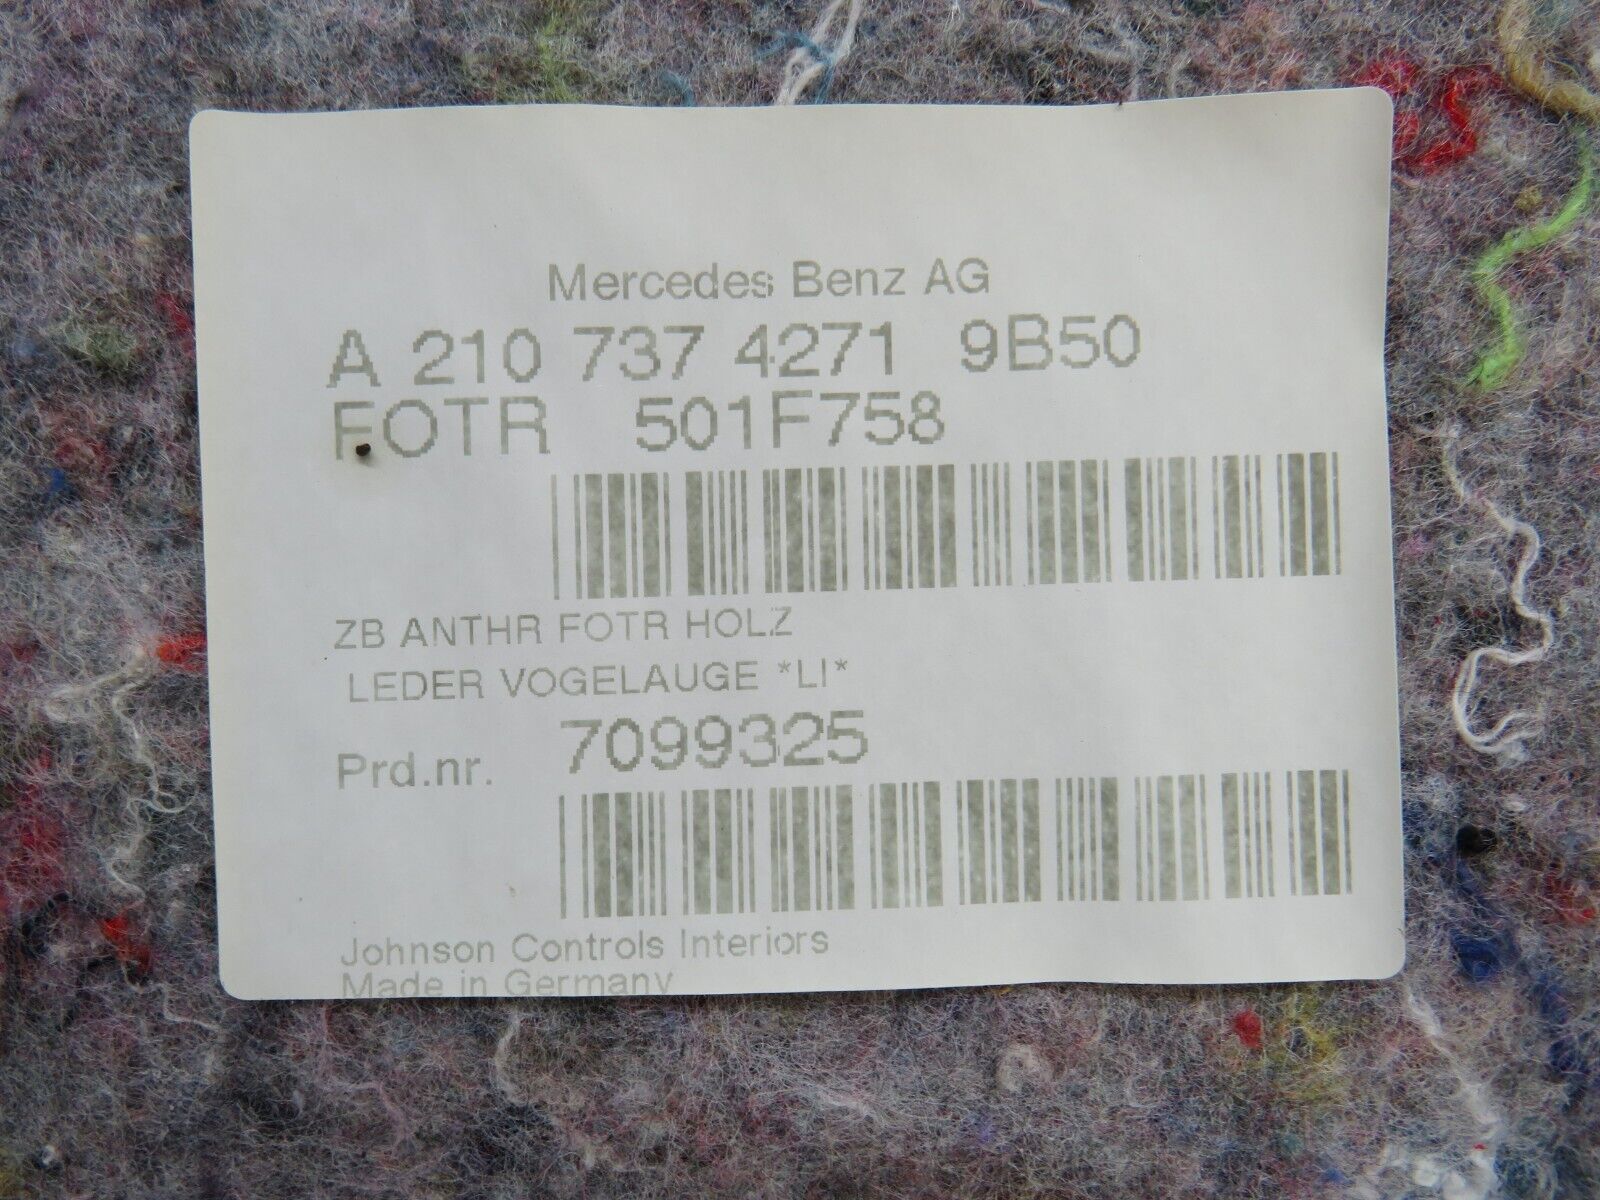 Mercedes Benz AG
A 210 737 4271 9B50
FOTR 501F758
ZB ANTHR FOTR HOLZ
LEDER VOGELAUGE *LI*
Prd.nr. 7099325
Johnson Controls Interiors
Made in Germany